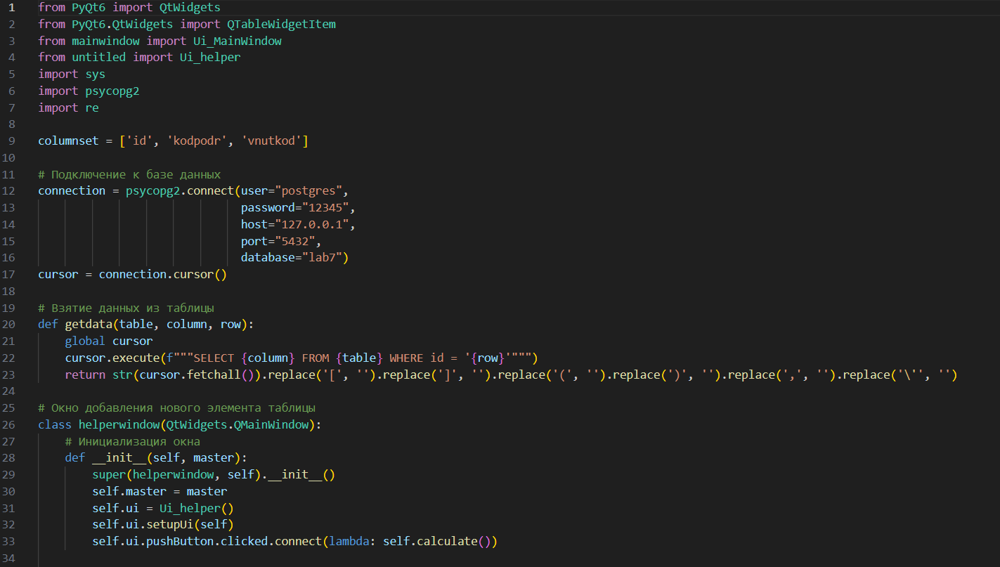 1 from PyQt6 import QtWidgets
2 from PyQt6.QtWidgets import QTableWidgetItem
3 from mainwindow import Ui_MainWindow
4 from untitled import Ui_helper
5 import sys
6 import psycopg2
7 import re
8
9 columnset = ['id', 'kodpodr', 'vnutkod']
10
11 # Подключение к базе данных
12 connection = psycopg2.connect(user="postgres",
13                               password="12345",
14                               host="127.0.0.1",
15                               port="5432",
16                               database="lab7")
17 cursor = connection.cursor()
18
19 # Взятие данных из таблицы
20 def getdata(table, column, row):
21     global cursor
22     cursor.execute(f"""SELECT {column} FROM {table} WHERE id = '{row}'""")
23     return str(cursor.fetchall()).replace('[', '').replace(']', '').replace('(', '').replace(')', '').replace(',', '').replace('\'', '')
24
25 # Окно добавления нового элемента таблицы
26 class helperwindow(QtWidgets.QMainWindow):
27     # Инициализация окна
28     def __init__(self, master):
29         super(helperwindow, self).__init__()
30         self.master = master
31         self.ui = Ui_helper()
32         self.ui.setupUi(self)
33         self.ui.pushButton.clicked.connect(lambda: self.calculate())
34